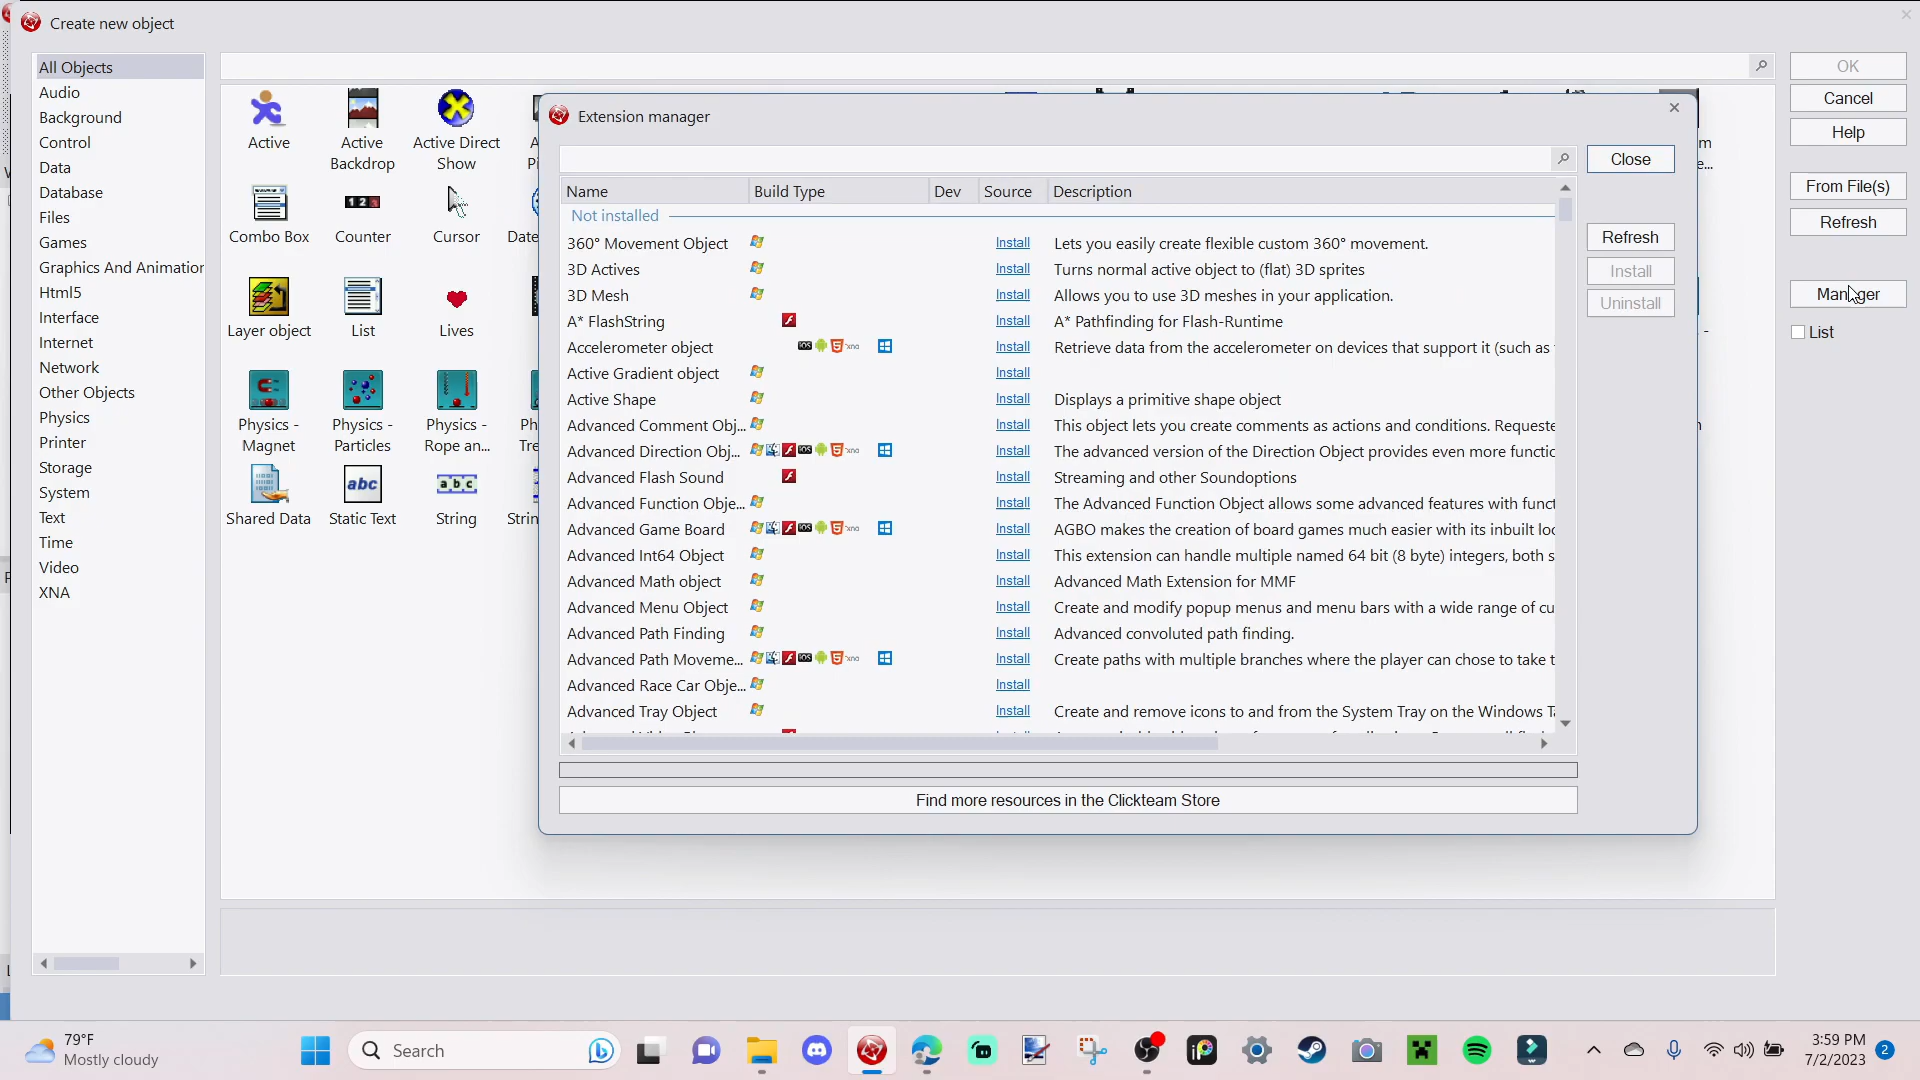 Create new object
All Objects
Audio
Background
Control
Data
Database
Files
Games
Graphics And Animation
Html5
Interface
Internet
Network
Other Objects
Physics
Printer
Storage
System
Text
Time
Video
XNA
Active
Active Backdrop
Active Direct Show
Combo Box
Counter
Cursor
Date
Layer object
List
Lives
Physics - Magnet
Physics - Particles
Physics - Rope an...
Shared Data
Static Text
String
Extension manager
Close
Name Build Type Dev Source Description
Not installed
360° Movement Object Install Lets you easily create flexible custom 360° movement.
3D Actives Install Turns normal active object to (flat) 3D sprites
3D Mesh Install Allows you to use 3D meshes in your application.
A* FlashString Install A* Pathfinding for Flash-Runtime
Accelerometer object Install Retrieve data from the accelerometer on devices that support it (such as
Active Gradient object Install
Active Shape Install Displays a primitive shape object
Advanced Comment Obj... Install This object lets you create comments as actions and conditions. Requeste
Advanced Direction Obj... Install The advanced version of the Direction Object provides even more functic
Advanced Flash Sound Install Streaming and other Soundoptions
Advanced Function Obje... Install The Advanced Function Object allows some advanced features with funct
Advanced Game Board Install AGBO makes the creation of board games much easier with its inbuilt loc
Advanced Int64 Object Install This extension can handle multiple named 64 bit (8 byte) integers, both s
Advanced Math object Install Advanced Math Extension for MMF
Advanced Menu Object Install Create and modify popup menus and menu bars with a wide range of cu
Advanced Path Finding Install Advanced convoluted path finding.
Advanced Path Moveme... Install Create paths with multiple branches where the player can chose to take t
Advanced Race Car Obje... Install
Advanced Tray Object Install Create and remove icons to and from the System Tray on the Windows Ta
Find more resources in the Clickteam Store
Refresh
Install
Uninstall
OK
Cancel
Help
From File(s)
Refresh
Manager
List
79°F
Mostly cloudy
Search
3:59 PM
7/2/2023
2